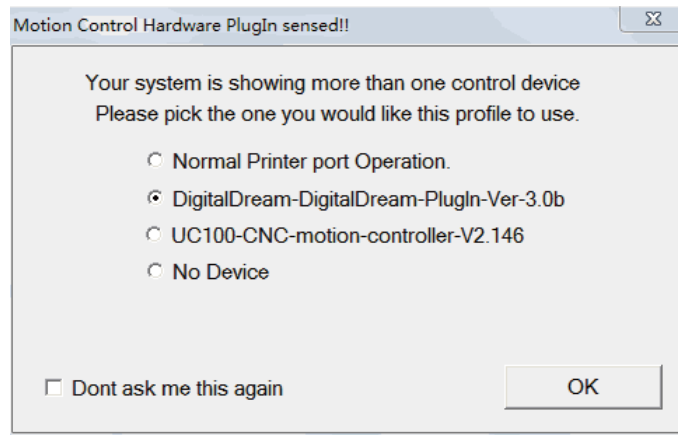 Motion Control Hardware PlugIn sensed!!
Your system is showing more than one control device
Please pick the one you would like this profile to use.
Normal Printer port Operation.
DigitalDream-DigitalDream-PlugIn-Ver-3.0b
UC100-CNC-motion-controller-V2.146
No Device
Dont ask me this again
OK